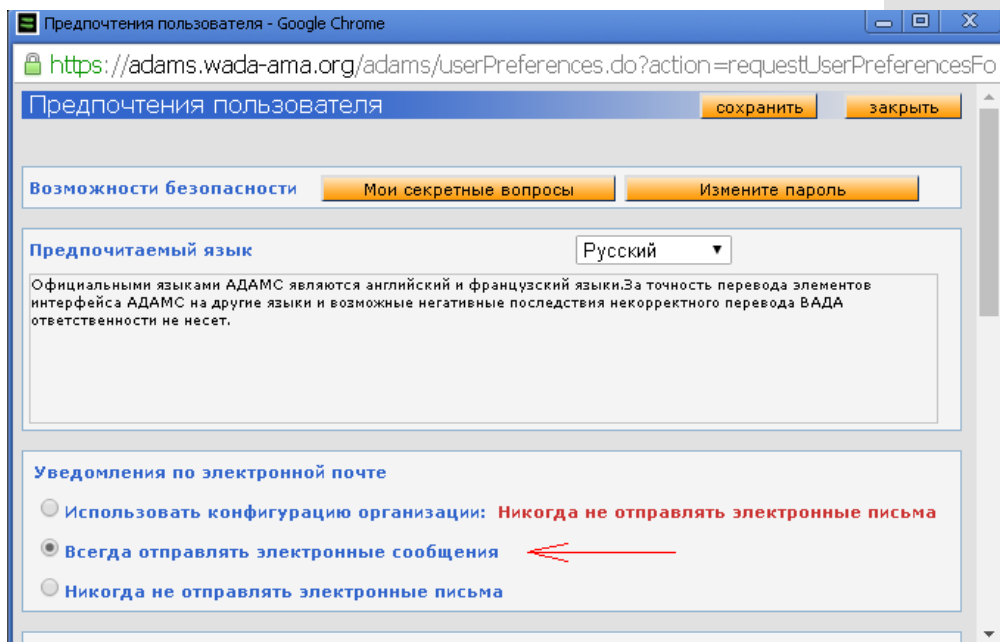 Предпочтения пользователя - Google Chrome
https://adams.wada-ama.org/adams/userPreferences.do?action=requestUserPreferencesFo
Предпочтения пользователя сохранить закрыть
Возможности безопасности Мои секретные вопросы Измените пароль
Предпочитаемый язык Русский
Официальными языками АДАМС являются английский и французский языки.За точность перевода элементов
интерфейса АДАМС на другие языки и возможные негативные последствия некорректного перевода ВАДА
ответственности не несет.
Уведомления по электронной почте
Использовать конфигурацию организации: Никогда не отправлять электронные письма
Всегда отправлять электронные сообщения
Никогда не отправлять электронные письма